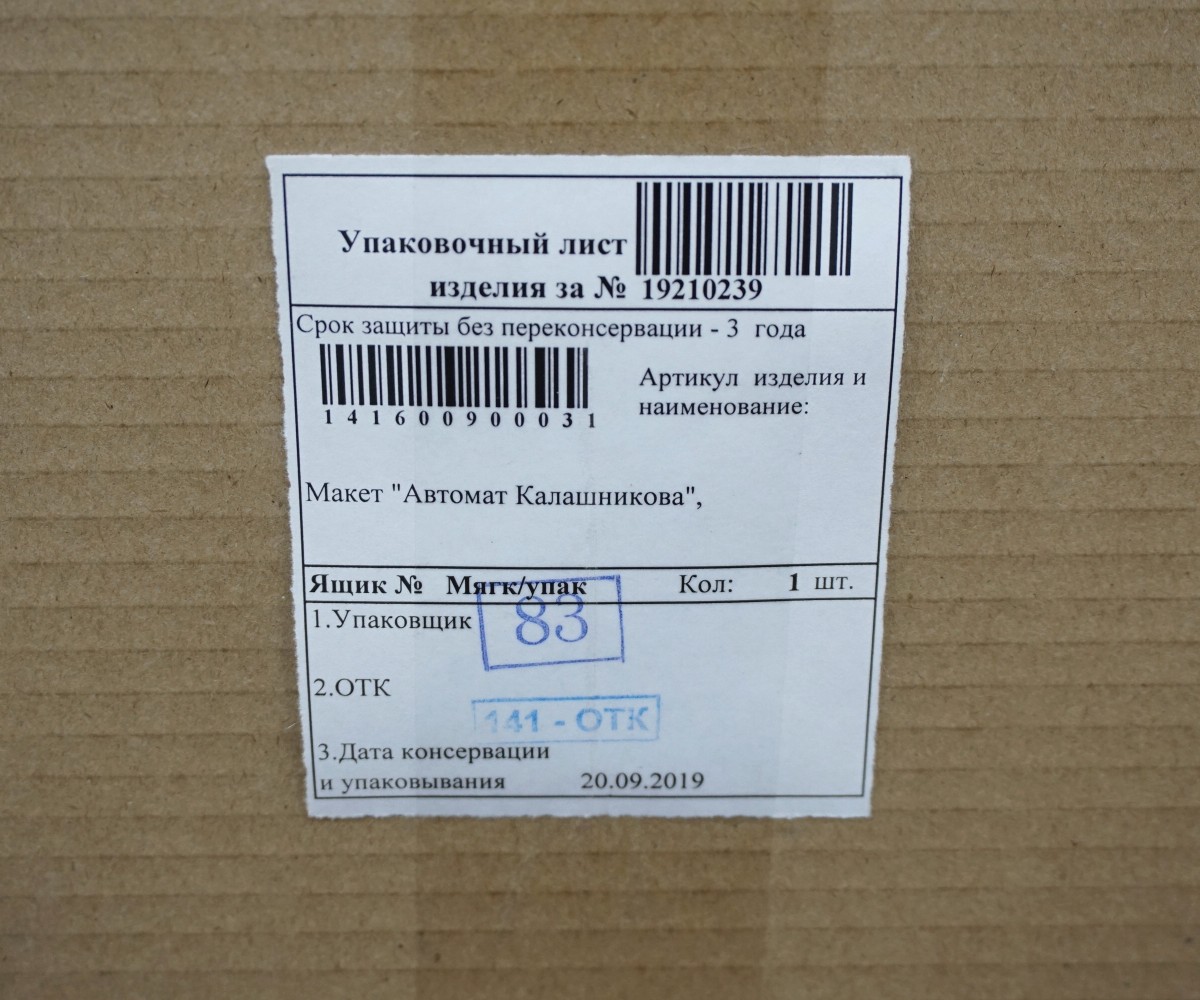 Упаковочный лист
изделия за № 19210239
Срок защиты без переконсервации - 3 года
141600900031
Артикул изделия и
наименование:
Макет "Автомат Калашникова",
Ящик № Мягк/упак Кол: 1 шт.
1.Упаковщик
83
2.ОТК
141 - ОТК
3.Дата консервации
и упаковывания 20.09.2019